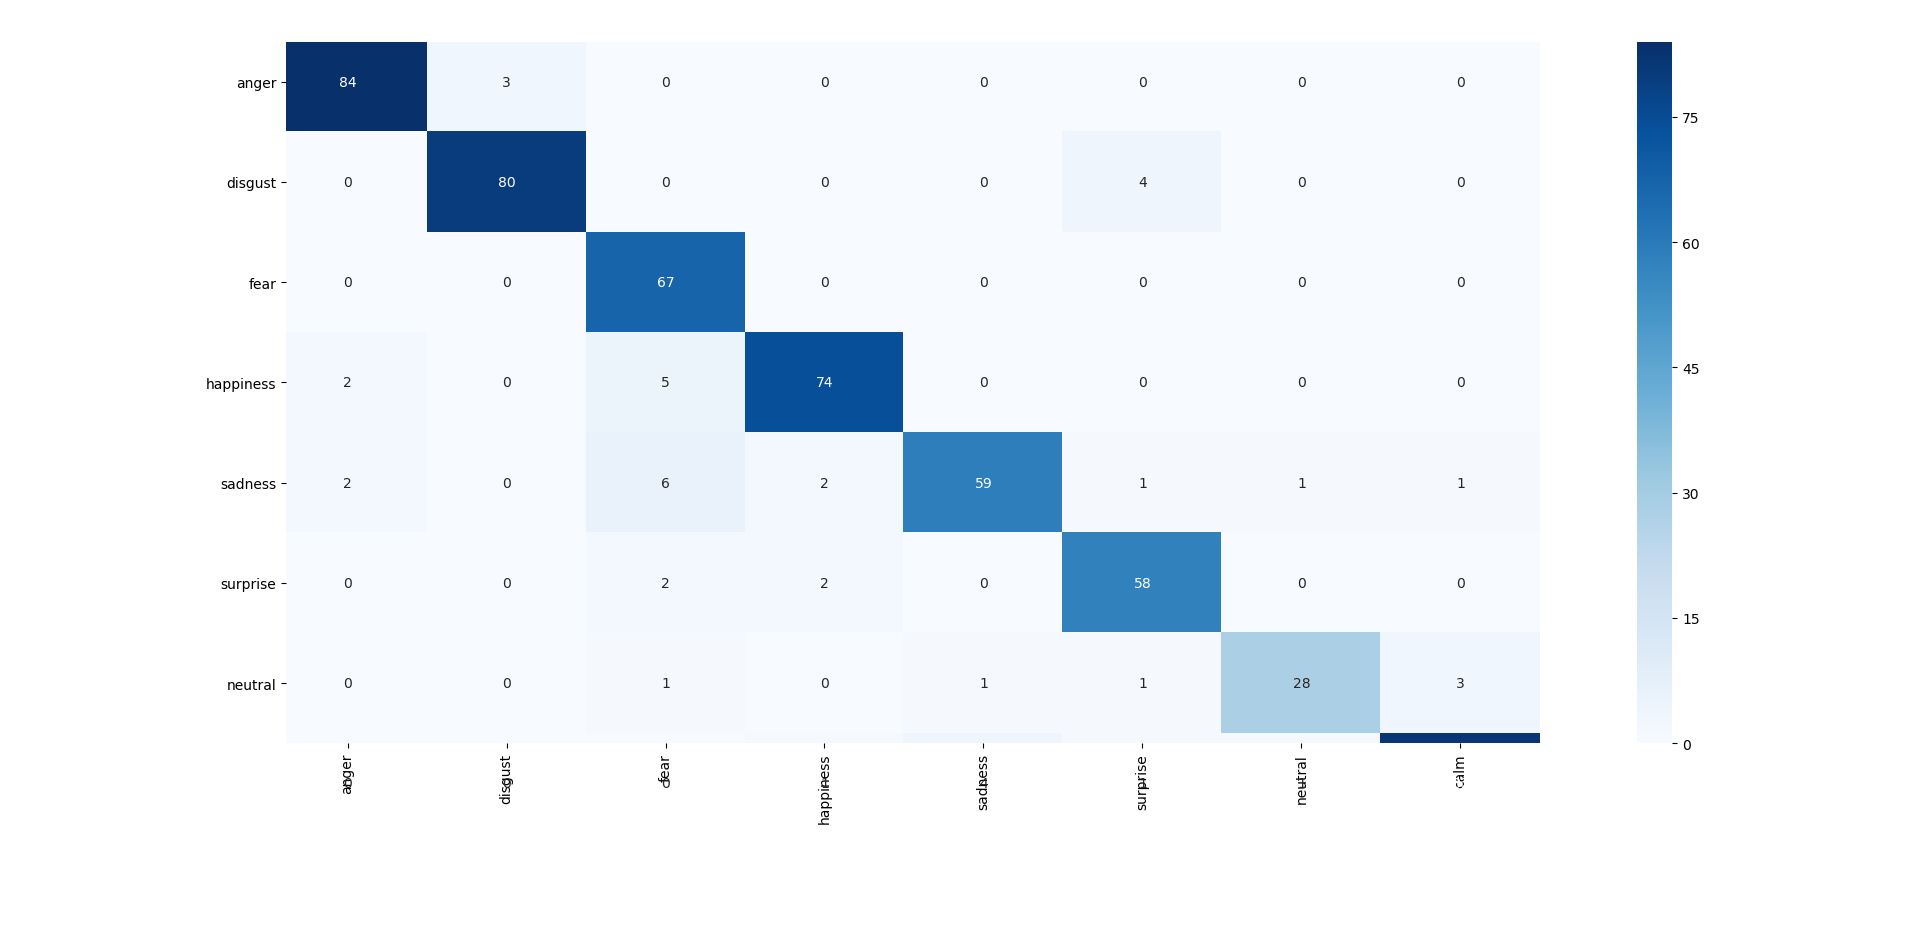 anger 84 3 0 0 0 0 0 0
75
disgust 0 80 0 0 0 4 0 0
60
fear 0 0 67 0 0 0 0 0
45
happiness 2 0 5 74 0 0 0 0
sadness 2 0 6 2 59 1 1 1
30
surprise 0 0 2 2 0 58 0 0
15
neutral 0 0 1 0 1 1 28 3
0
anger disgust fear happiness sadness surprise neutral calm